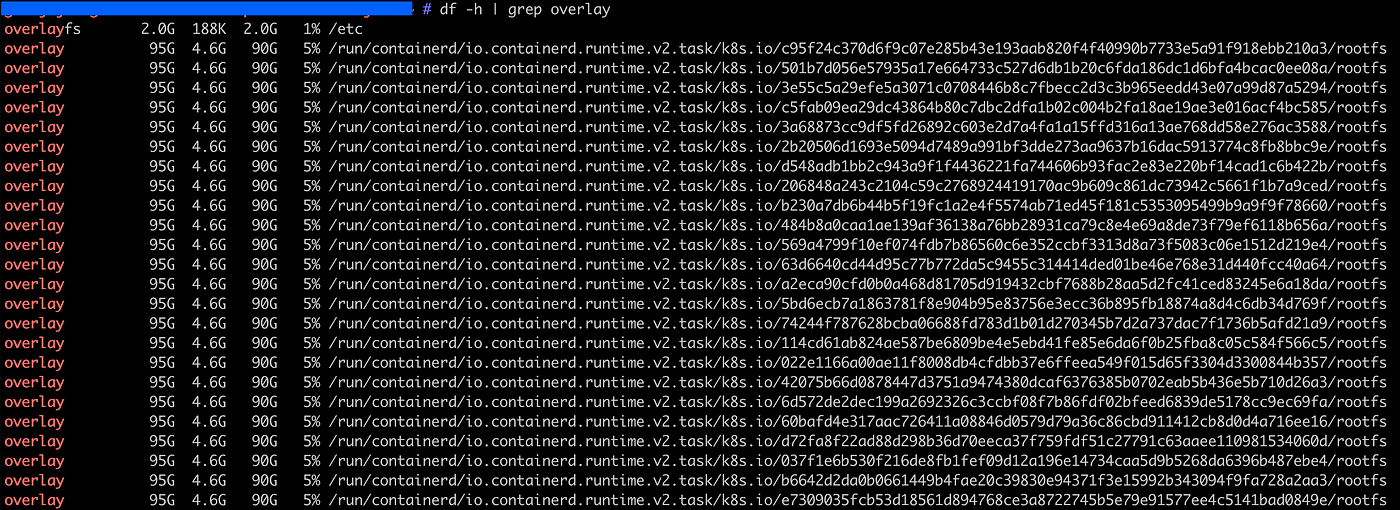 # df -h | grep overlay
overlayfs 2.0G 188K 2.0G 1% /etc
overlay 95G 4.6G 90G 5% /run/containerd/io.containerd.runtime.v2.task/k8s.io/c95f24c370d6f9c07e285b43e193aab820f4f40990b7733e5a91f918ebb210a3/rootfs
overlay 95G 4.6G 90G 5% /run/containerd/io.containerd.runtime.v2.task/k8s.io/501b7d056e57935a17e664733c527d6db1b20c6fda186dc1d6bfa4bcac0ee08a/rootfs
overlay 95G 4.6G 90G 5% /run/containerd/io.containerd.runtime.v2.task/k8s.io/3e55c5a29efe5a3071c0708446b8c7fbecc2d3c3b965eedd43e07a99d87a5294/rootfs
overlay 95G 4.6G 90G 5% /run/containerd/io.containerd.runtime.v2.task/k8s.io/c5fab09ea29dc43864b80c7dbc2dfa1b02c004b2fa18ae19ae3e016acf4bc585/rootfs
overlay 95G 4.6G 90G 5% /run/containerd/io.containerd.runtime.v2.task/k8s.io/3a68873cc9df5fd26892c603e2d7a4fa1a15ffd316a13ae768dd58e276ac3588/rootfs
overlay 95G 4.6G 90G 5% /run/containerd/io.containerd.runtime.v2.task/k8s.io/2b20506d1693e5094d7489a991bf3dde273aa9637b16dac5913774c8fb8bbc9e/rootfs
overlay 95G 4.6G 90G 5% /run/containerd/io.containerd.runtime.v2.task/k8s.io/d548adb1bb2c943a9f1f4436221fa744606b93fac2e83e220bf14cad1c6b422b/rootfs
overlay 95G 4.6G 90G 5% /run/containerd/io.containerd.runtime.v2.task/k8s.io/206848a243c2104c59c2768924419170ac9b609c861dc73942c5661f1b7a9ced/rootfs
overlay 95G 4.6G 90G 5% /run/containerd/io.containerd.runtime.v2.task/k8s.io/b230a7db6b44b5f19fc1a2e4f5574ab71ed45f181c5353095499b9a9f9f78660/rootfs
overlay 95G 4.6G 90G 5% /run/containerd/io.containerd.runtime.v2.task/k8s.io/484b8a0caa1ae139af36138a76bb28931ca79c8e4e69a8de73f79ef6118b656a/rootfs
overlay 95G 4.6G 90G 5% /run/containerd/io.containerd.runtime.v2.task/k8s.io/569a4799f10ef074fdb7b86560c6e352ccbf3313d8a73f5083c06e1512d219e4/rootfs
overlay 95G 4.6G 90G 5% /run/containerd/io.containerd.runtime.v2.task/k8s.io/63d6640cd44d95c77b772da5c9455c314414ded01be46e768e31d440fcc40a64/rootfs
overlay 95G 4.6G 90G 5% /run/containerd/io.containerd.runtime.v2.task/k8s.io/a2eca90cfd0b0a468d81705d919432cbf7688b28aa5d2fc41ced83245e6a18da/rootfs
overlay 95G 4.6G 90G 5% /run/containerd/io.containerd.runtime.v2.task/k8s.io/5bd6ecb7a1863781f8e904b95e83756e3ecc36b895fb18874a8d4c6db34d769f/rootfs
overlay 95G 4.6G 90G 5% /run/containerd/io.containerd.runtime.v2.task/k8s.io/74244f787628bcba06688fd783d1b01d270345b7d2a737dac7f1736b5afd21a9/rootfs
overlay 95G 4.6G 90G 5% /run/containerd/io.containerd.runtime.v2.task/k8s.io/114cd61ab824ae587be6809be4e5ebd41fe85e6da6f0b25fba8c05c584f566c5/rootfs
overlay 95G 4.6G 90G 5% /run/containerd/io.containerd.runtime.v2.task/k8s.io/022e1166a00ae11f8008db4cfdbb37e6ffeea549f015d65f3304d3300844b357/rootfs
overlay 95G 4.6G 90G 5% /run/containerd/io.containerd.runtime.v2.task/k8s.io/42075b66d0878447d3751a9474380dcaf6376385b0702eab5b436e5b710d26a3/rootfs
overlay 95G 4.6G 90G 5% /run/containerd/io.containerd.runtime.v2.task/k8s.io/6d572de2dec199a2692326c3ccbf08f7b86fdf02bfeed6839de5178cc9ec69fa/rootfs
overlay 95G 4.6G 90G 5% /run/containerd/io.containerd.runtime.v2.task/k8s.io/60bafd4e317aac726411a08846d0579d79a36c86cbd911412cb8d0d4a716ee16/rootfs
overlay 95G 4.6G 90G 5% /run/containerd/io.containerd.runtime.v2.task/k8s.io/d72fa8f22ad88d298b36d70eeca37f759fdf51c27791c63aaee110981534060d/rootfs
overlay 95G 4.6G 90G 5% /run/containerd/io.containerd.runtime.v2.task/k8s.io/037f1e6b530f216de8fb1fef09d12a196e14734caa5d9b5268da6396b487ebe4/rootfs
overlay 95G 4.6G 90G 5% /run/containerd/io.containerd.runtime.v2.task/k8s.io/b6642d2da0b0661449b4fae20c39830e94371f3e15992b343094f9fa728a2aa3/rootfs
overlay 95G 4.6G 90G 5% /run/containerd/io.containerd.runtime.v2.task/k8s.io/e7309035fcb53d18561d894768ce3a8722745b5e79e91577ee4c5141bad0849e/rootfs